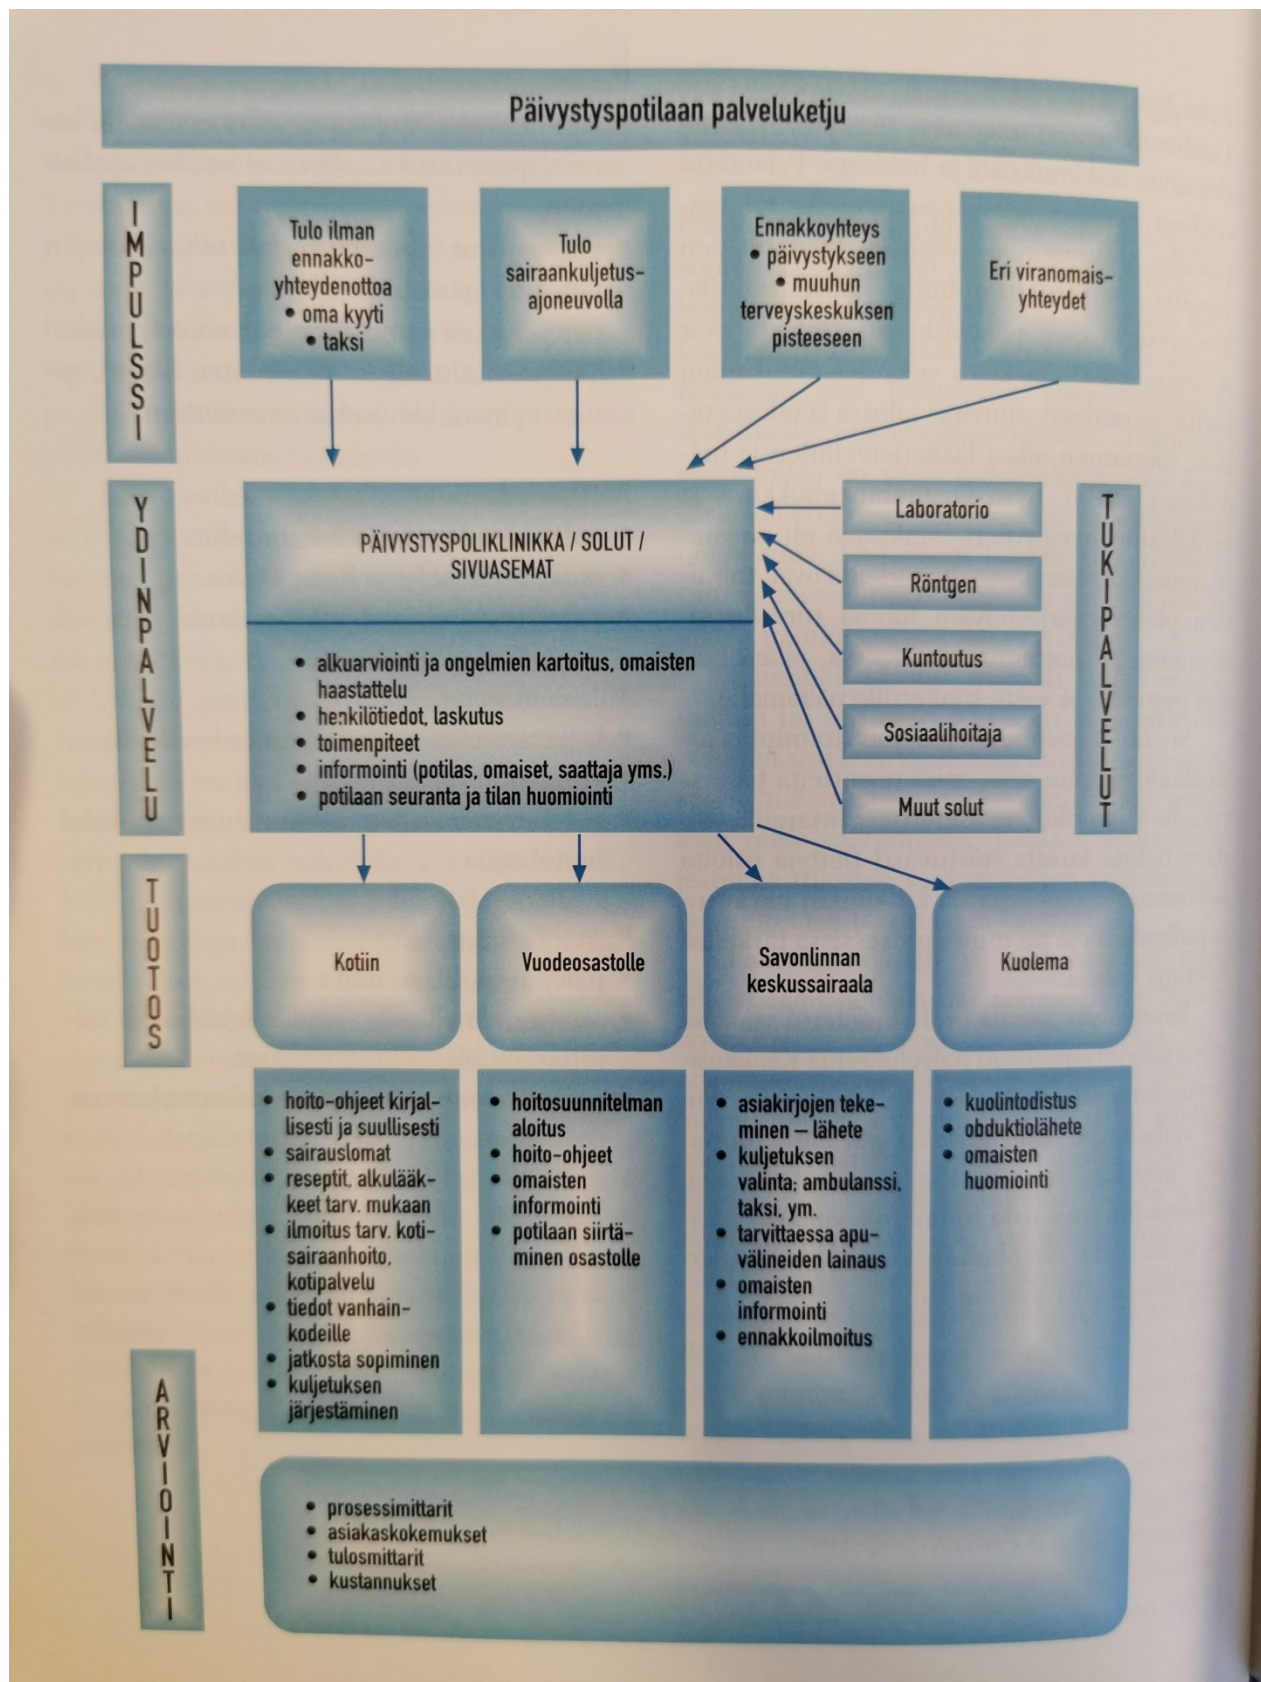 Päivystyspotilaan palveluketju
IMPULSSI
Tulo ilman
ennakko-
yhteydenottoa
• oma kyyti
• taksi
Tulo
sairaankuljetus-
ajoneuvolla
Ennakkoyhteys
• päivystykseen
• muuhun
terveyskeskuksen
pisteeseen
Eri viranomais-
yhteydet
YDINPALVELU
PÄIVYSTYSPOLIKLINIKKA / SOLUT /
SIVUASEMAT
• alkuarviointi ja ongelmien kartoitus, omaisten
haastattelu
• henkilötiedot, laskutus
• toimenpiteet
• informointi (potilas, omaiset, saattaja yms.)
• potilaan seuranta ja tilan huomiointi
Laboratorio
Röntgen
Kuntoutus
Sosiaalihoitaja
Muut solut
TUKIPALVELUT
TUOTOS
Kotiin
Vuodeosastolle
Savonlinnan
keskussairaala
Kuolema
• hoito-ohjeet kirjal-
lisesti ja suullisesti
• sairauslomat
• reseptit, alkulääk-
keet tarv. mukaan
• ilmoitus tarv. koti-
sairaanhoito,
kotipalvelu
• tiedot vanhain-
kodeille
• jatkosta sopiminen
• kuljetuksen
järjestäminen
• hoitosuunnitelman
aloitus
• hoito-ohjeet
• omaisten
informointi
• potilaan siirtä-
minen osastolle
• asiakirjojen teke-
minen – lähete
• kuljetuksen
valinta: ambulanssi,
taksi, ym.
• tarvittaessa apu-
välineiden lainaus
• omaisten
informointi
• ennakkoilmoitus
• kuolintodistus
• obduktiolähete
• omaisten
huomiointi
ARVIOINTI
• prosessimittarit
• asiakaskokemukset
• tulosmittarit
• kustannukset